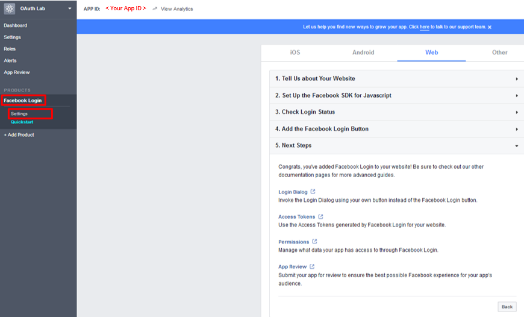 OAuth Lab
APP ID: < Your App ID > View Analytics
Dashboard
Settings
Roles
Alerts
App Review
PRODUCTS
Facebook Login
Settings
Quickstart
+ Add Product
Let us help you find new ways to grow your app. Click here to talk to our support team. x
iOS Android Web Other
1. Tell Us about Your Website
2. Set Up the Facebook SDK for Javascript
3. Check Login Status
4. Add the Facebook Login Button
5. Next Steps
Congrats, you've added Facebook Login to your website! Be sure to check out our other
documentation pages for more advanced guides.
Login Dialog
Invoke the Login Dialog using your own button instead of the Facebook Login button.
Access Tokens
Use the Access Tokens generated by Facebook Login for your website.
Permissions
Manage what data your app has access to through Facebook Login.
App Review
Submit your app for review to ensure the best possible Facebook experience for your app's
audience.
Back